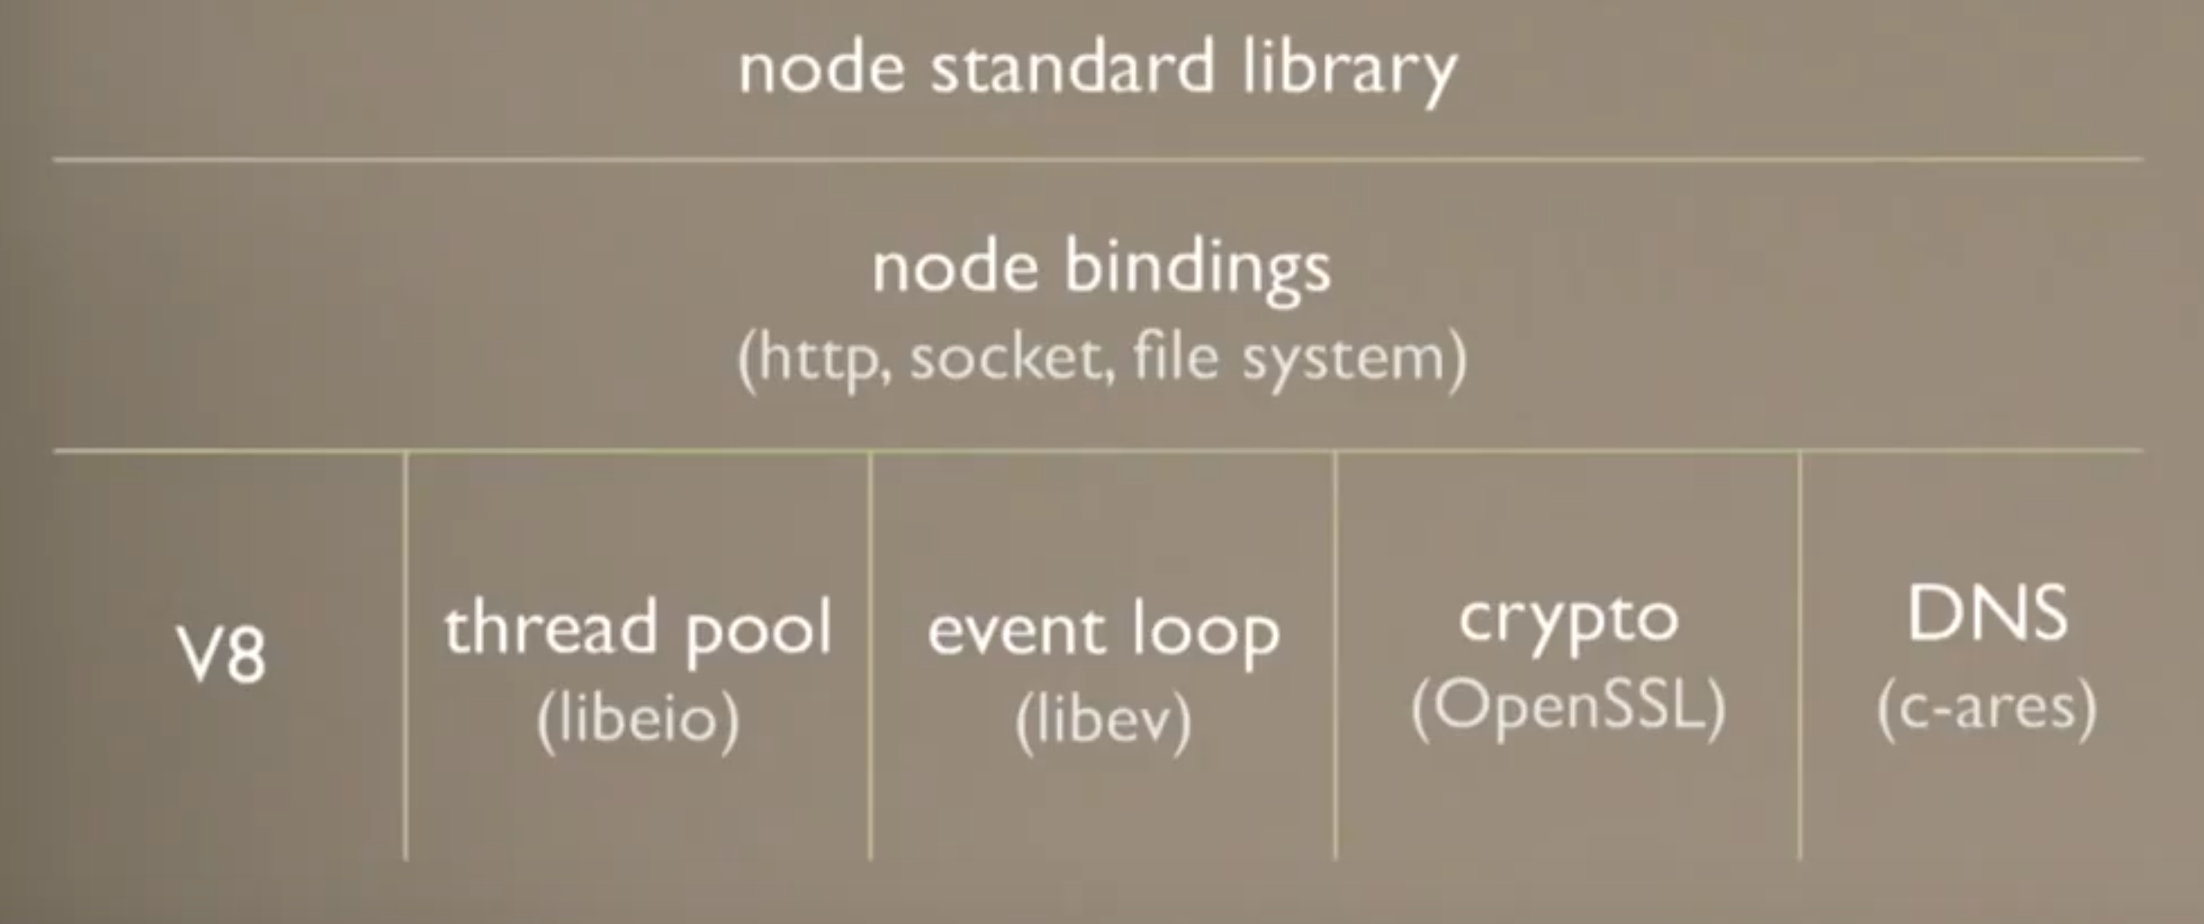 node standard library
node bindings
(http, socket, file system)
V8
thread pool
(libeio)
event loop
(libev)
crypto
(OpenSSL)
DNS
(c-ares)